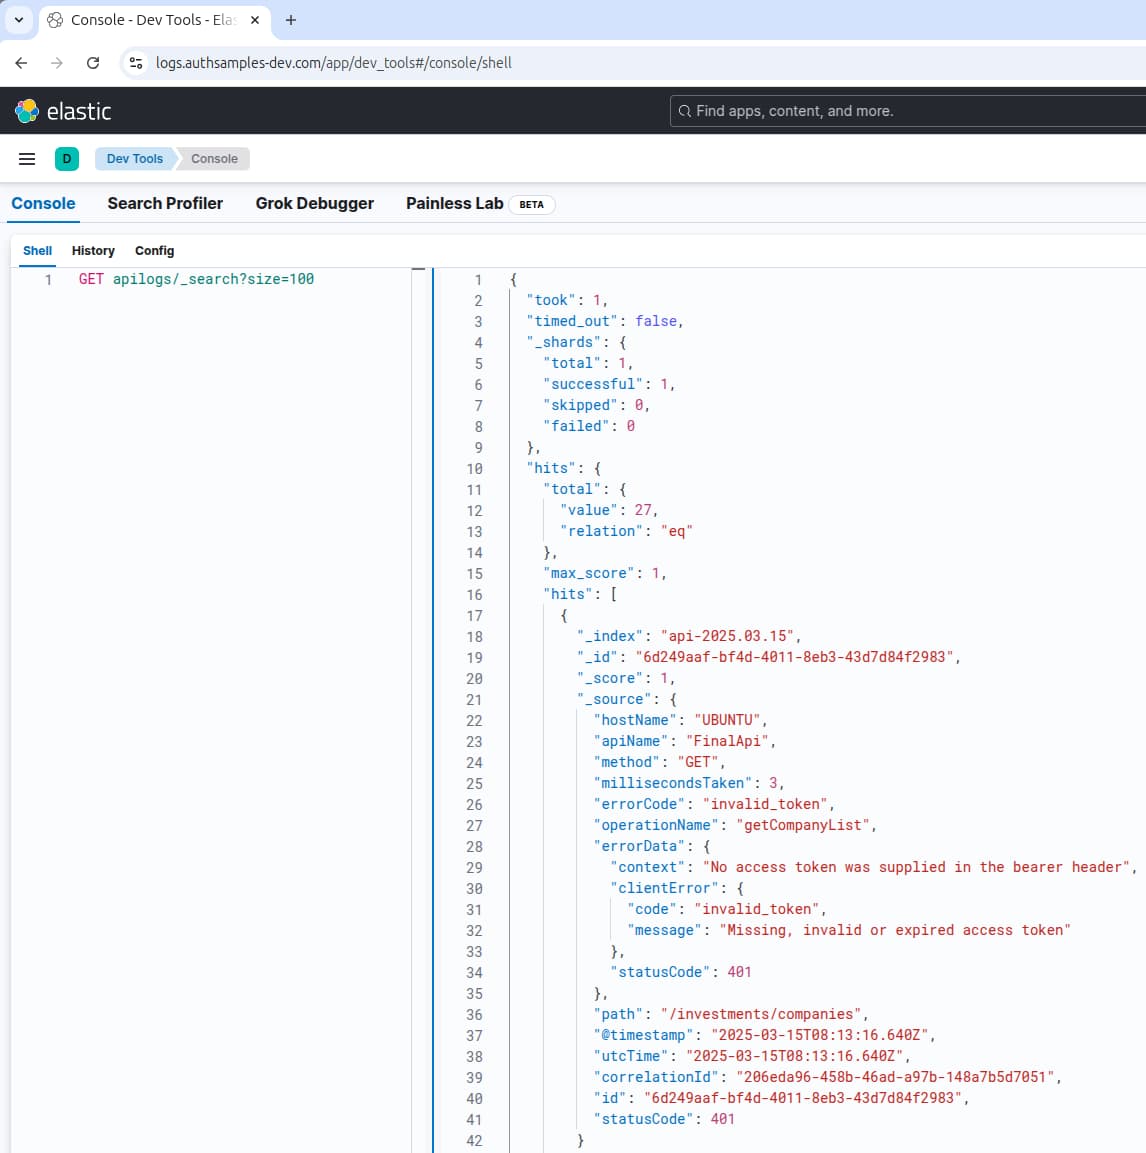 Console - Dev Tools - Elas
logs.authsamples-dev.com/app/dev_tools#/console/shell
elastic
Find apps, content, and more.
D
Dev Tools
Console
Console
Search Profiler
Grok Debugger
Painless Lab
BETA
Shell
History
Config
1 GET apilogs/_search?size=100
1 {
2 "took": 1,
3 "timed_out": false,
4 "_shards": {
5 "total": 1,
6 "successful": 1,
7 "skipped": 0,
8 "failed": 0
9 },
10 "hits": {
11 "total": {
12 "value": 27,
13 "relation": "eq"
14 },
15 "max_score": 1,
16 "hits": [
17 {
18 "_index": "api-2025.03.15",
19 "_id": "6d249aaf-bf4d-4011-8eb3-43d7d84f2983",
20 "_score": 1,
21 "_source": {
22 "hostName": "UBUNTU",
23 "apiName": "FinalApi",
24 "method": "GET",
25 "millisecondsTaken": 3,
26 "errorCode": "invalid_token",
27 "operationName": "getCompanyList",
28 "errorData": {
29 "context": "No access token was supplied in the bearer header",
30 "clientError": {
31 "code": "invalid_token",
32 "message": "Missing, invalid or expired access token"
33 },
34 "statusCode": 401
35 },
36 "path": "/investments/companies",
37 "@timestamp": "2025-03-15T08:13:16.640Z",
38 "utcTime": "2025-03-15T08:13:16.640Z",
39 "correlationId": "206eda96-458b-46ad-a97b-148a7b5d7051",
40 "id": "6d249aaf-bf4d-4011-8eb3-43d7d84f2983",
41 "statusCode": 401
42 }